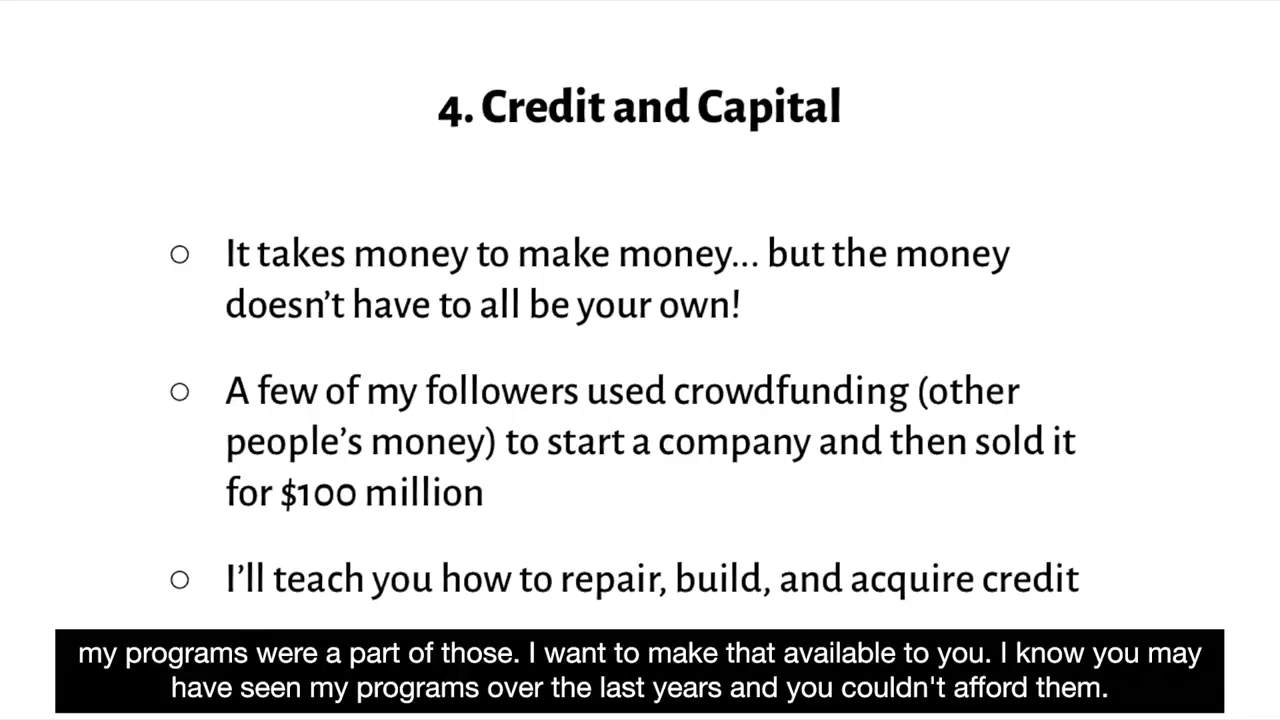 4. Credit and Capital
○ It takes money to make money... but the money
doesn't have to all be your own!
○ A few of my followers used crowdfunding (other
people's money) to start a company and then sold it
for $100 million
○ I'll teach you how to repair, build, and acquire credit
my programs were a part of those. I want to make that available to you. I know you may
have seen my programs over the last years and you couldn't afford them.